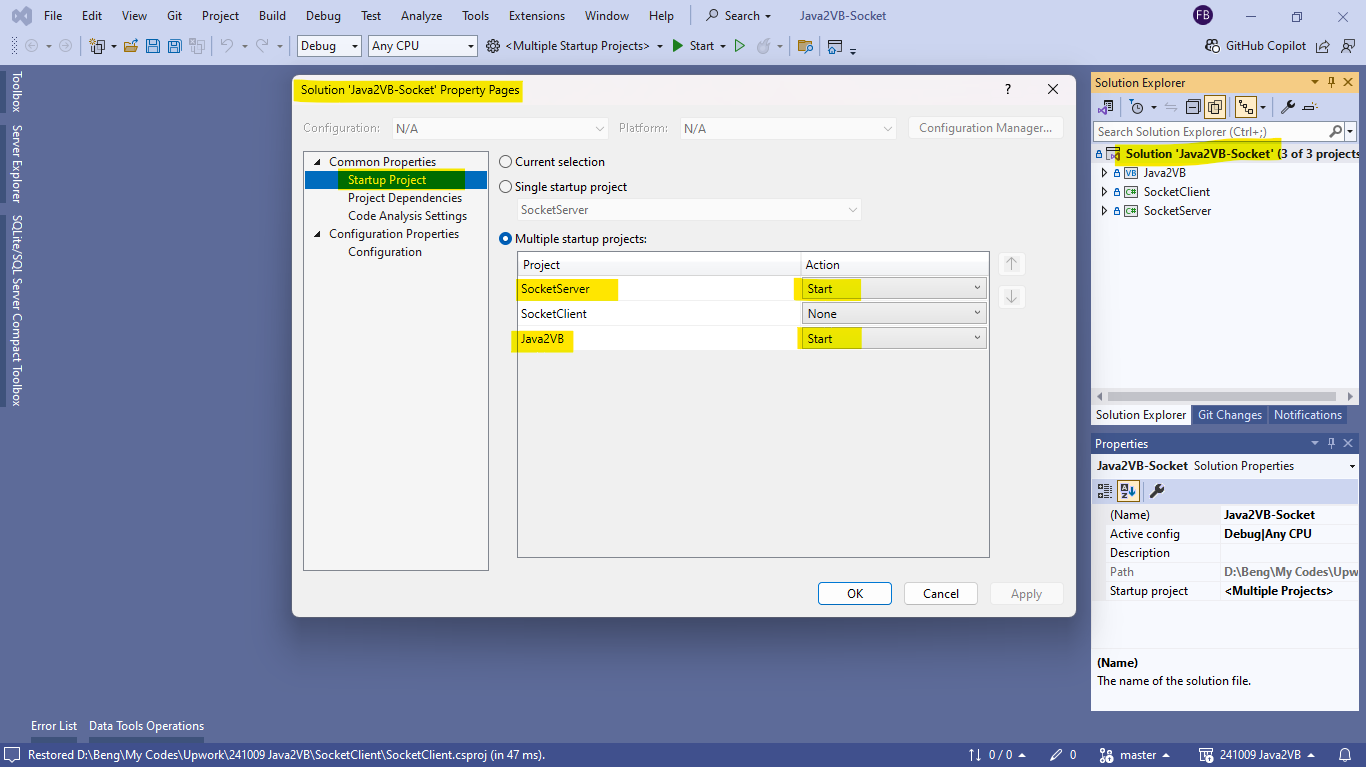 File Edit View Git Project Build Debug Test Analyze Tools Extensions Window Help Search Java2VB-Socket FB
Debug Any CPU <Multiple Startup Projects> Start GitHub Copilot
Toolbox
Server Explorer
SQLite/SQL Server Compact Toolbox
Solution 'Java2VB-Socket' Property Pages ?
Configuration: N/A Platform: N/A Configuration Manager...
Common Properties
Startup Project
Project Dependencies
Code Analysis Settings
Configuration Properties
Configuration
Current selection
Single startup project
SocketServer
Multiple startup projects:
Project Action
SocketServer Start
SocketClient None
Java2VB Start
OK Cancel Apply
Solution Explorer
Search Solution Explorer (Ctrl+;)
Solution 'Java2VB-Socket' (3 of 3 projects
VB Java2VB
C# SocketClient
C# SocketServer
Solution Explorer Git Changes Notifications
Properties
Java2VB-Socket Solution Properties
(Name) Java2VB-Socket
Active config Debug|Any CPU
Description
Path D:\Beng\My Codes\Upw
Startup project <Multiple Projects>
(Name)
The name of the solution file.
Error List Data Tools Operations
Restored D:\Beng\My Codes\Upwork\241009 Java2VB\SocketClient\SocketClient.csproj (in 47 ms). 0 / 0 0 master 241009 Java2VB